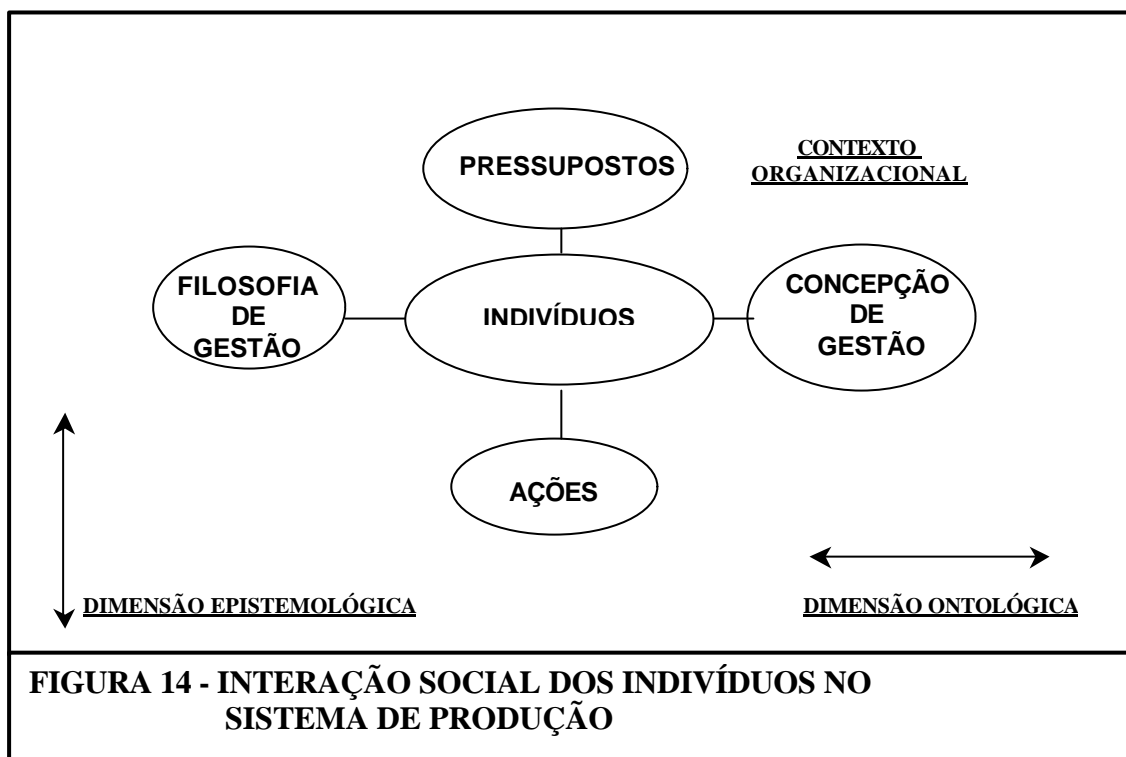 PRESSUPOSTOS
CONTEXTO
ORGANIZACIONAL
FILOSOFIA
DE
GESTÃO
INDIVÍDUOS
CONCEPÇÃO
DE
GESTÃO
AÇÕES
DIMENSÃO EPISTEMOLÓGICA
DIMENSÃO ONTOLÓGICA
FIGURA 14 - INTERAÇÃO SOCIAL DOS INDIVÍDUOS NO
SISTEMA DE PRODUÇÃO